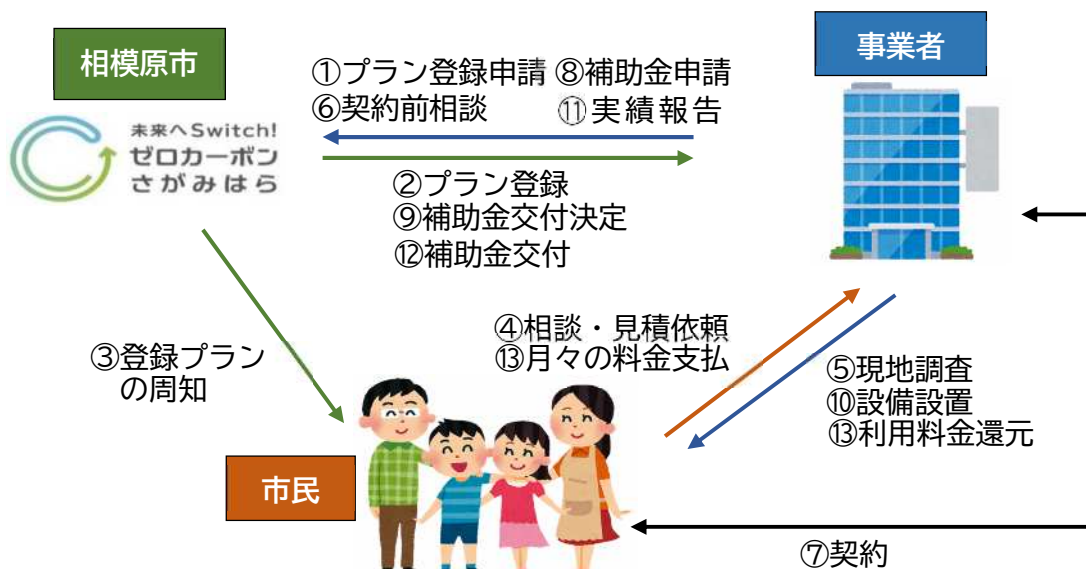 相模原市
事業者
①プラン登録申請 ⑧補助金申請
⑥契約前相談 ⑪実績報告
未来へSwitch!
ゼロカーボン
さがみはら
②プラン登録
⑨補助金交付決定
⑫補助金交付
④相談・見積依頼
⑬月々の料金支払
③登録プラン
の周知
⑤現地調査
⑩設備設置
⑬利用料金還元
市民
⑦契約